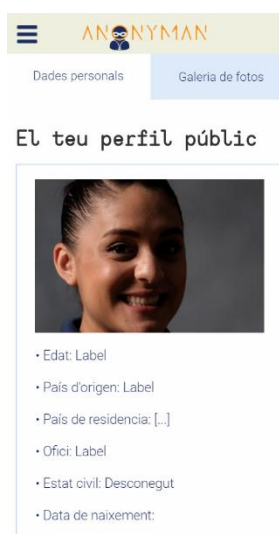 ANONYMAN
Dades personals Galeria de fotos
El teu perfil públic
• Edat: Label
• País d'origen: Label
• País de residencia: [...]
• Ofici: Label
• Estat civil: Desconegut
• Data de naixement: